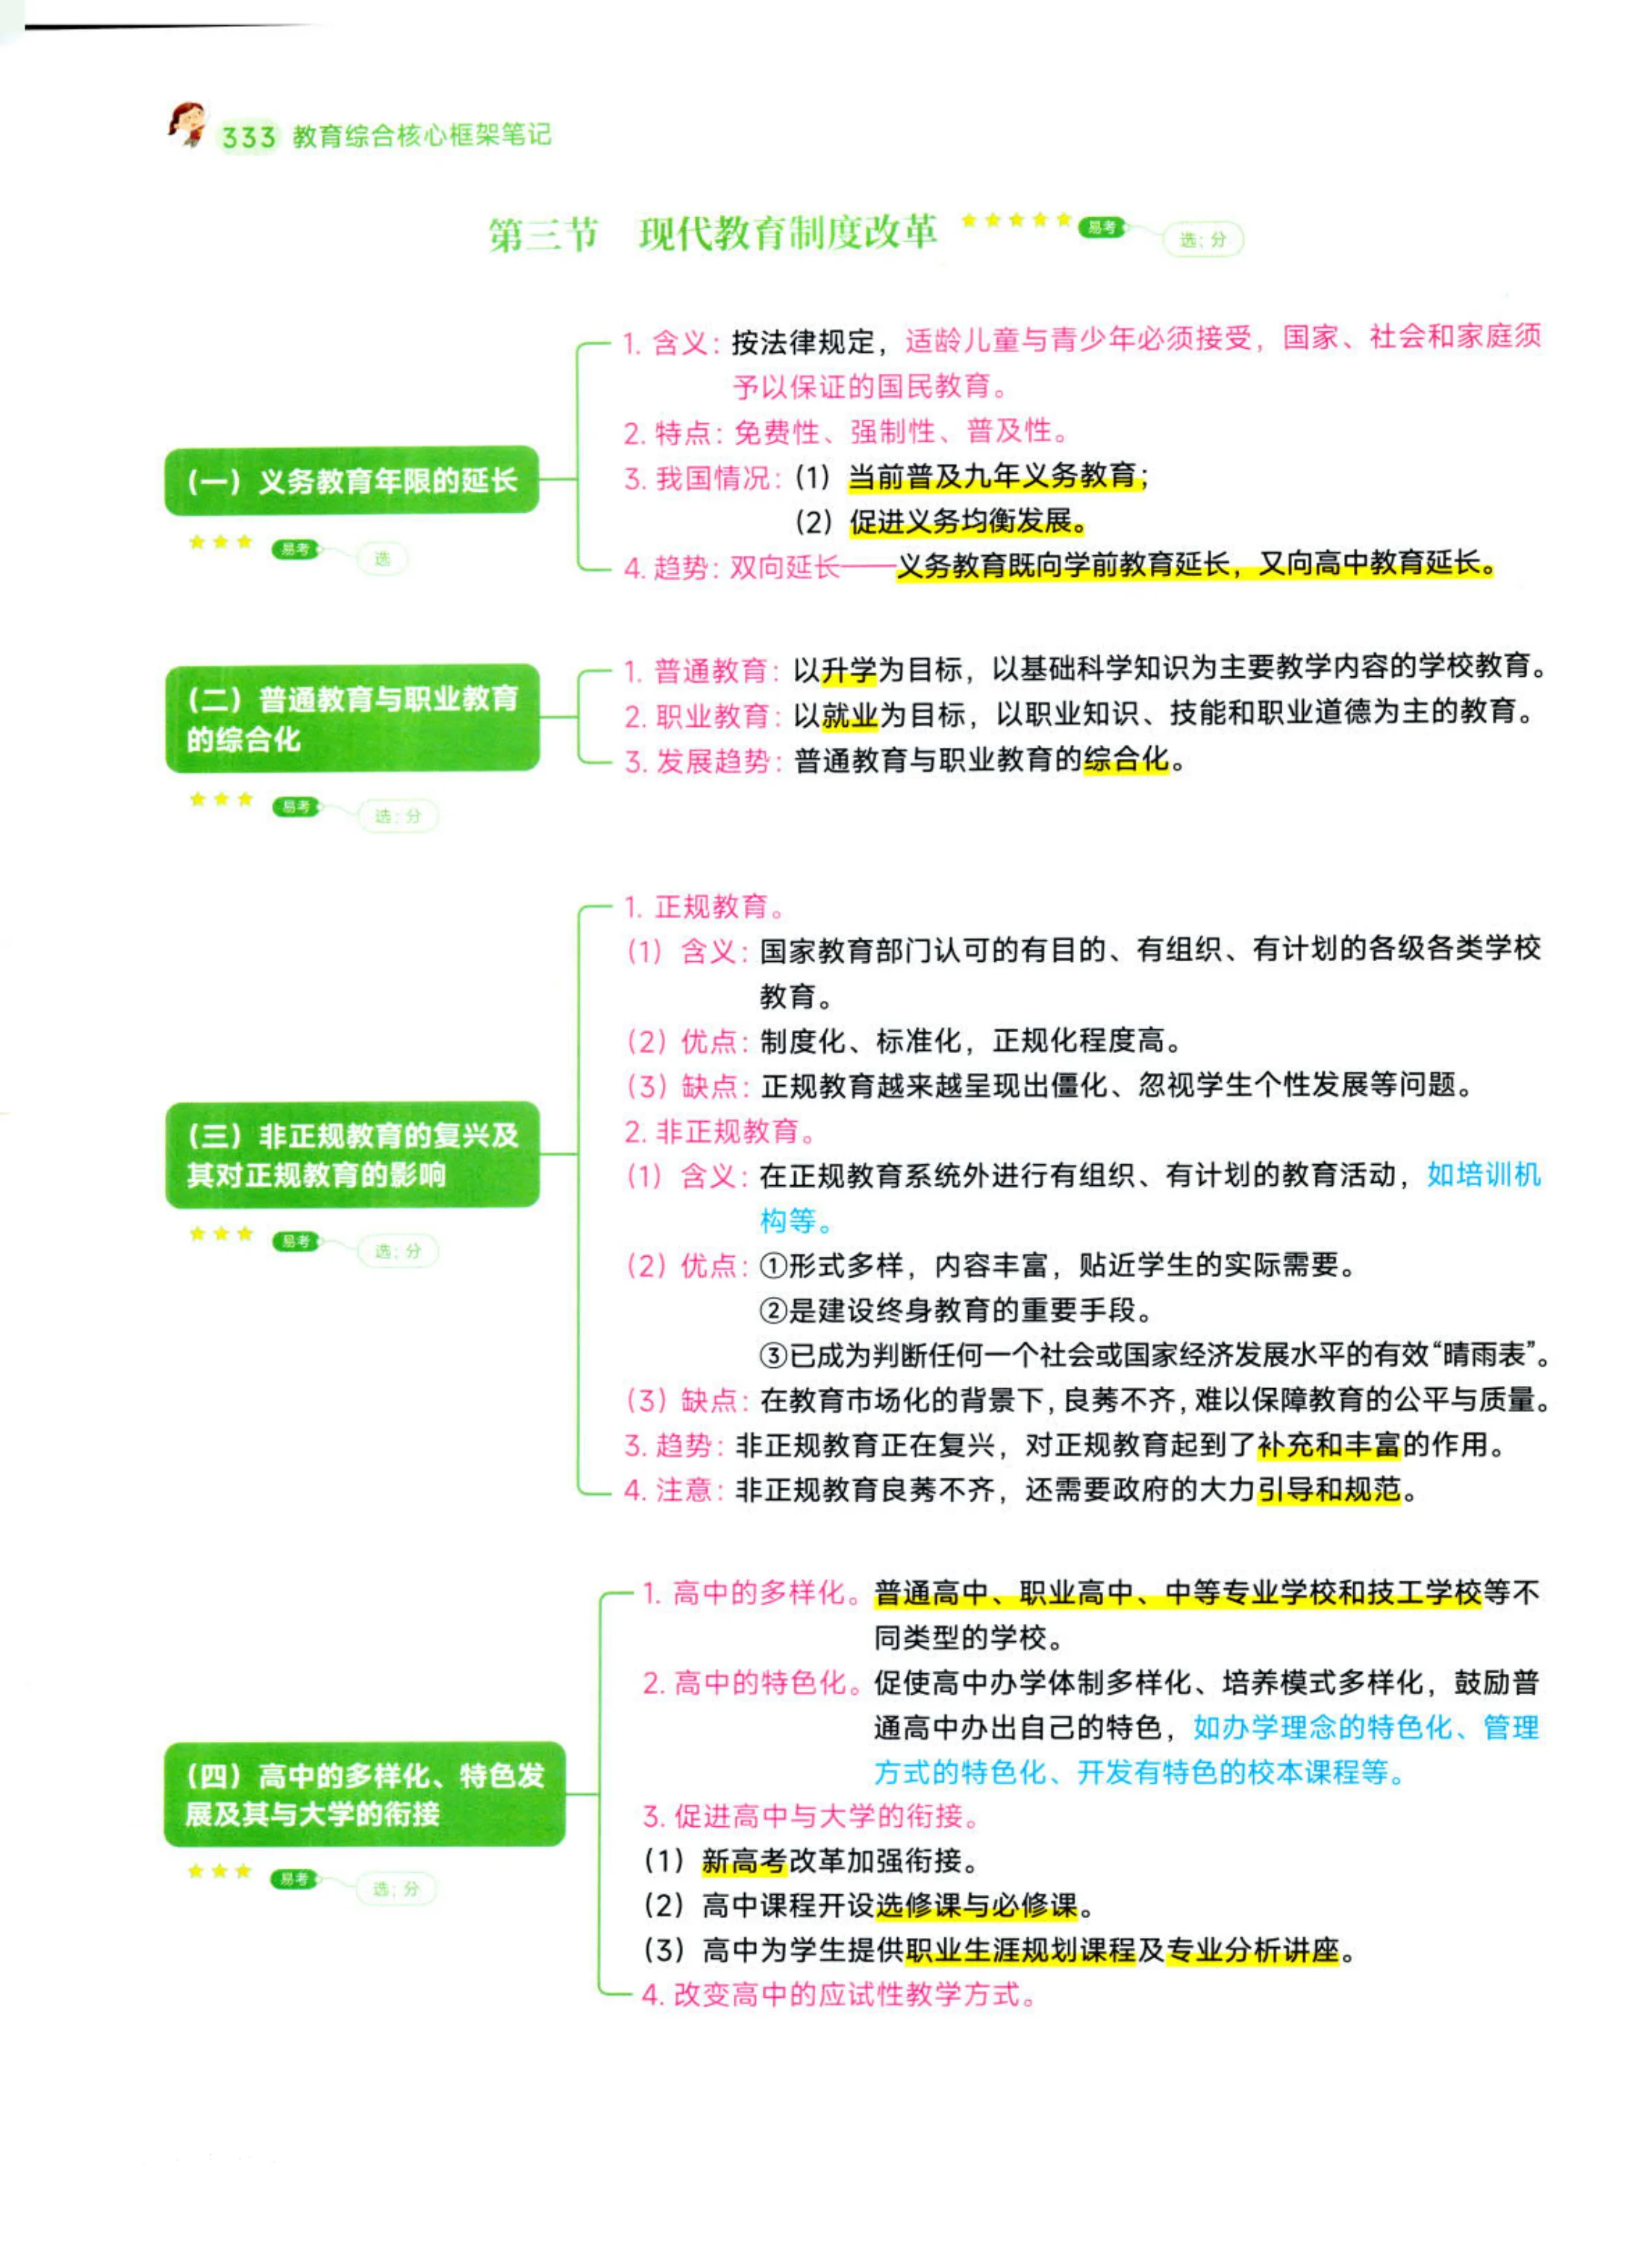 333 教育综合核心框架笔记
第三节 现代教育制度改革 易考 选;分
(一)义务教育年限的延长
易考 选
1. 含义:按法律规定,适龄儿童与青少年必须接受,国家、社会和家庭须
予以保证的国民教育。
2. 特点:免费性、强制性、普及性。
3. 我国情况:(1)当前普及九年义务教育;
(2)促进义务均衡发展。
4. 趋势:双向延长——义务教育既向学前教育延长,又向高中教育延长。
(二)普通教育与职业教育
的综合化
易考 选;分
1. 普通教育:以升学为目标,以基础科学知识为主要教学内容的学校教育。
2. 职业教育:以就业为目标,以职业知识、技能和职业道德为主的教育。
3. 发展趋势:普通教育与职业教育的综合化。
(三)非正规教育的复兴及
其对正规教育的影响
易考 选;分
1. 正规教育。
(1)含义:国家教育部门认可的有目的、有组织、有计划的各级各类学校
教育。
(2)优点:制度化、标准化,正规化程度高。
(3)缺点:正规教育越来越呈现出僵化、忽视学生个性发展等问题。
2. 非正规教育。
(1)含义:在正规教育系统外进行有组织、有计划的教育活动,如培训机
构等。
(2)优点:①形式多样,内容丰富,贴近学生的实际需要。
②是建设终身教育的重要手段。
③已成为判断任何一个社会或国家经济发展水平的有效“晴雨表”。
(3)缺点:在教育市场化的背景下,良莠不齐,难以保障教育的公平与质量。
3. 趋势:非正规教育正在复兴,对正规教育起到了补充和丰富的作用。
4. 注意:非正规教育良莠不齐,还需要政府的大力引导和规范。
(四)高中的多样化、特色发
展及其与大学的衔接
易考 选;分
1. 高中的多样化。普通高中、职业高中、中等专业学校和技工学校等不
同类型的学校。
2. 高中的特色化。促使高中办学体制多样化、培养模式多样化,鼓励普
通高中办出自己的特色,如办学理念的特色化、管理
方式的特色化、开发有特色的校本课程等。
3. 促进高中与大学的衔接。
(1)新高考改革加强衔接。
(2)高中课程开设选修课与必修课。
(3)高中为学生提供职业生涯规划课程及专业分析讲座。
4. 改变高中的应试性教学方式。